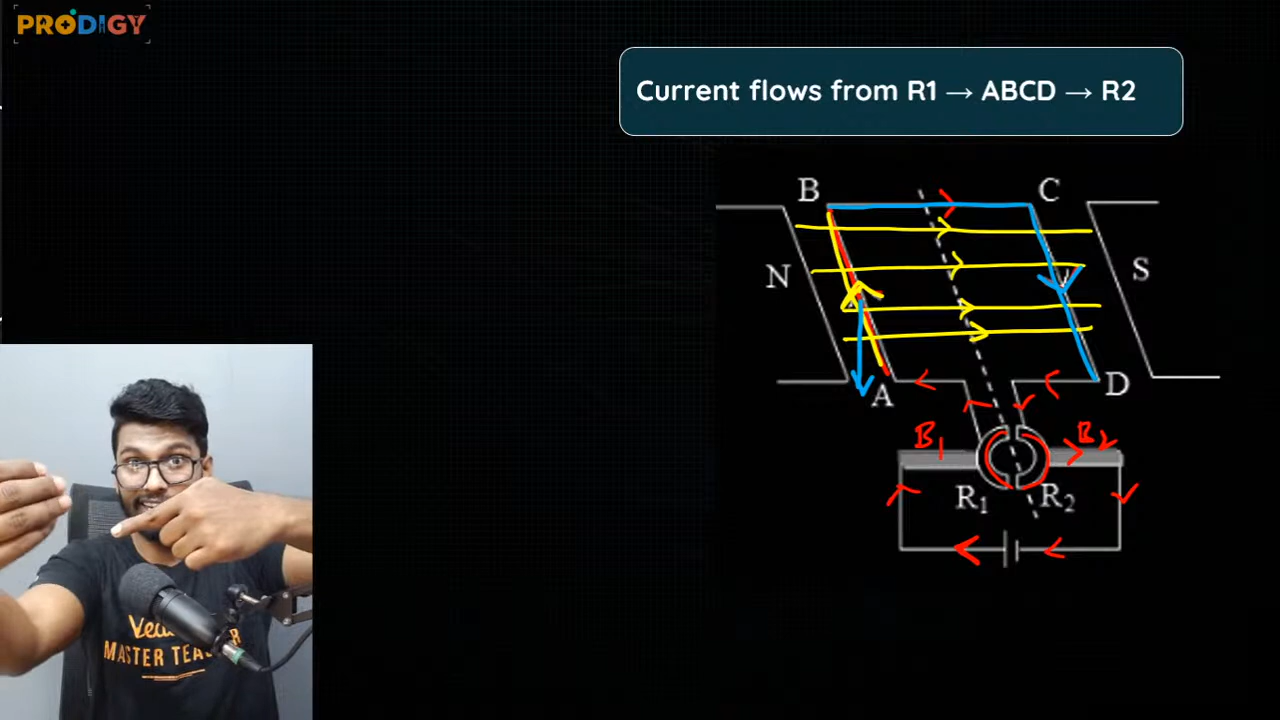 PRODIGY
Current flows from R1 → ABCD → R2
B
C
N
S
A
D
B1
B2
R1
R2
MASTER TEA